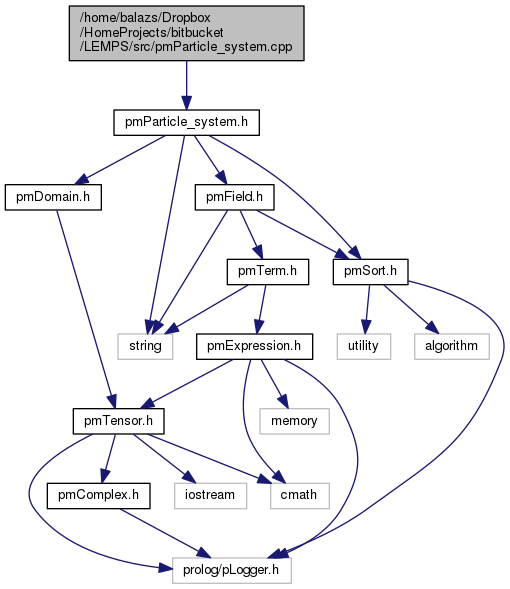 /home/balazs/Dropbox
/HomeProjects/bitbucket
/LEMPS/src/pmParticle_system.cpp
pmParticle_system.h
pmDomain.h
pmField.h
pmTerm.h
pmSort.h
string
pmExpression.h
utility
algorithm
pmTensor.h
memory
pmComplex.h
iostream
cmath
prolog/pLogger.h